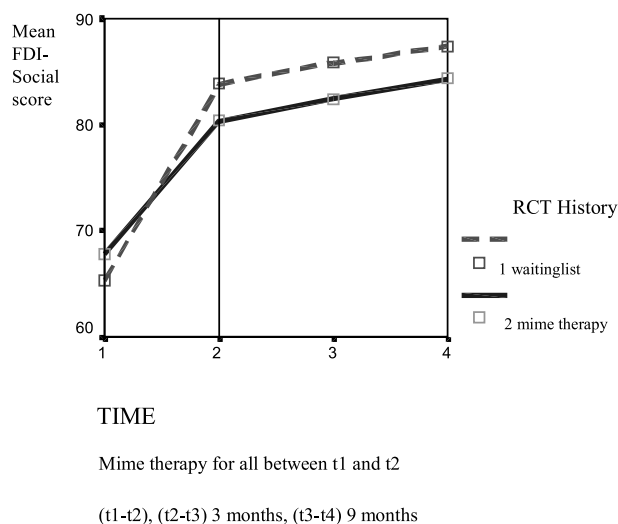 Mean
FDI-
Social
score
90
80
70
60
1
2
3
4
RCT History
1 waitinglist
2 mime therapy
TIME
Mime therapy for all between t1 and t2
(t1-t2), (t2-t3) 3 months, (t3-t4) 9 months